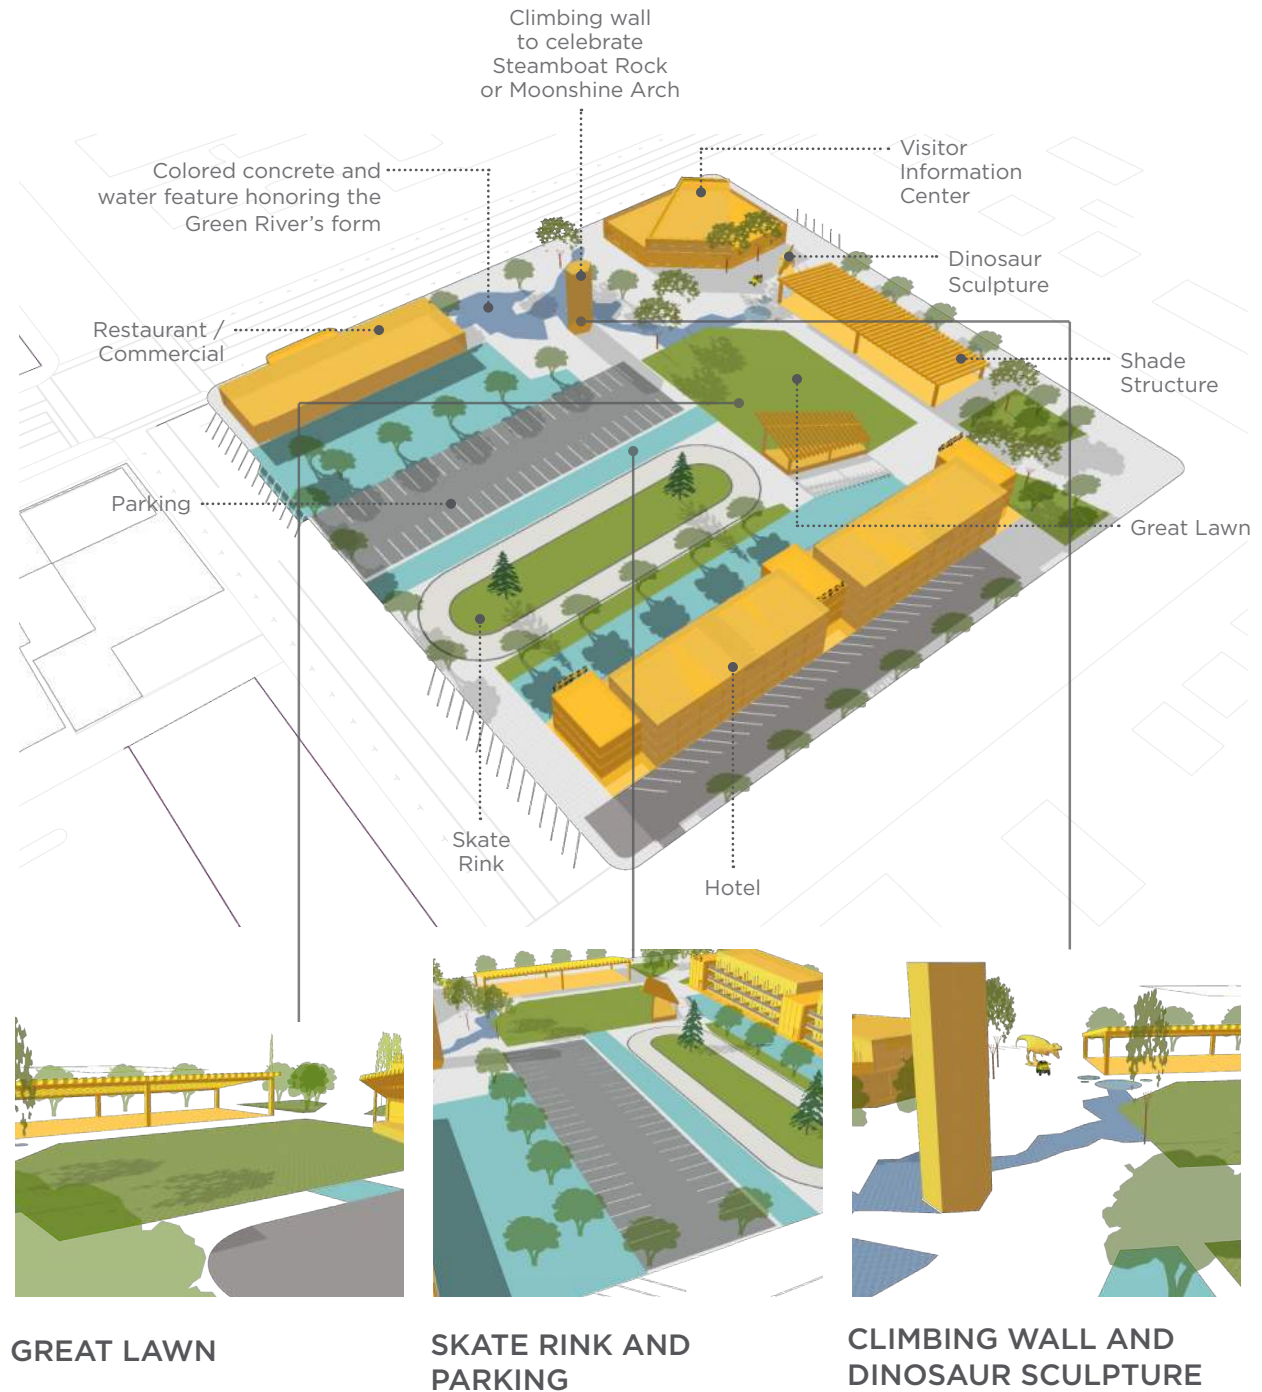 Climbing wall
to celebrate
Steamboat Rock
or Moonshine Arch
Visitor
Information
Center
Colored concrete and
water feature honoring the
Green River's form
Dinosaur
Sculpture
Restaurant /
Commercial
Shade
Structure
Parking
Great Lawn
Skate
Rink
Hotel
GREAT LAWN
SKATE RINK AND
PARKING
CLIMBING WALL AND
DINOSAUR SCULPTURE